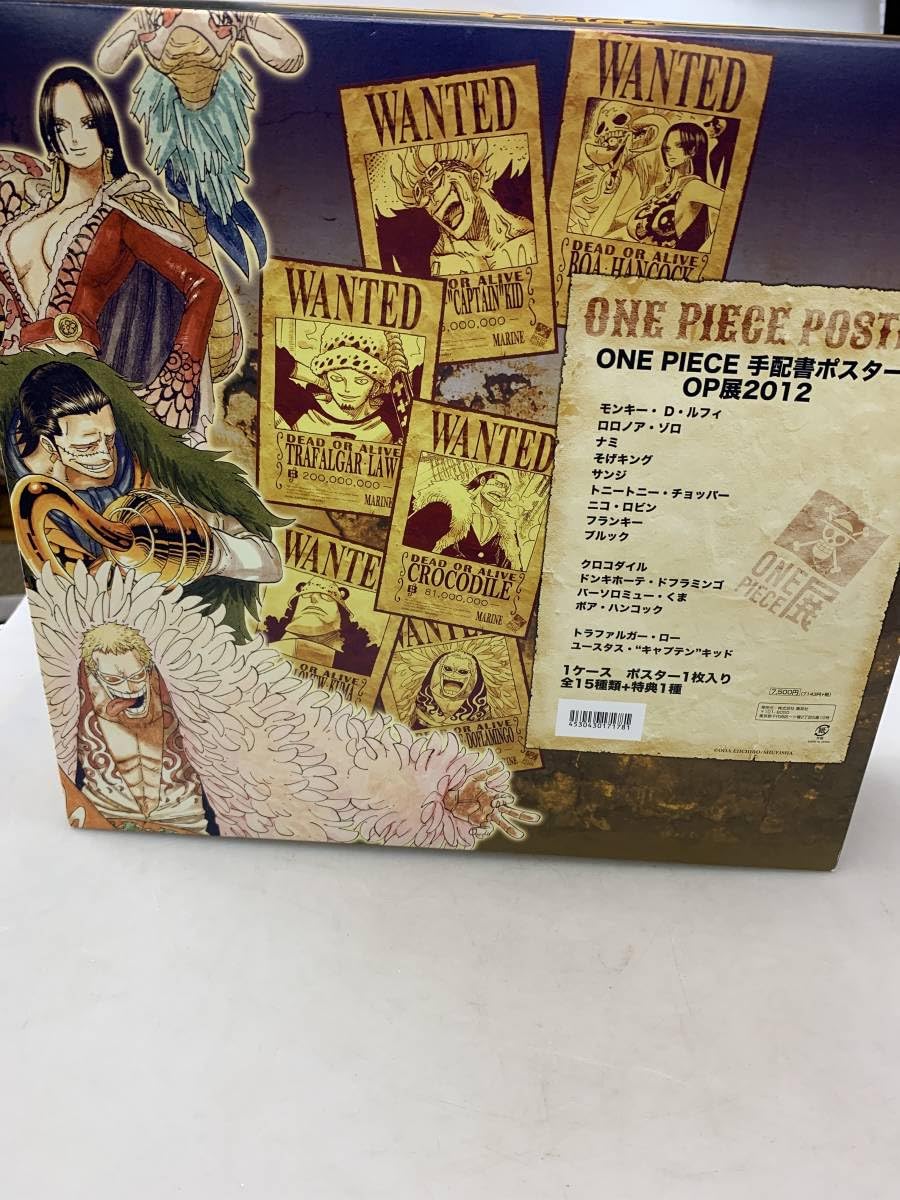 WANTED
DEAD OR ALIVE
BOA·HANCOCK
WANTED
OR ALIVE
"CAPTAIN"KID
MARINE
WANTED
DEAD OR ALIVE
TRAFALGAR·LAW
200,000,000-
MARINE
WANTED
DEAD OR ALIVE
CROCODILE
81,000,000-
MARINE
WANTE
OR ALIVE
ONE PIECE POST
ONE PIECE 手配書ポスター
OP展2012
モンキー・D・ルフィ
ロロノア・ゾロ
ナミ
そげキング
サンジ
トニートニー・チョッパー
ニコ・ロビン
フランキー
ブルック
クロコダイル
ドンキホーテ・ドフラミンゴ
バーソロミュー・くま
ボア・ハンコック
トラファルガー・ロー
ユースタス・"キャプテン"キッド
1ケース ポスター1枚入り
全15種類+特典1種
ONE
PIECE展
7,500円
4530430171781